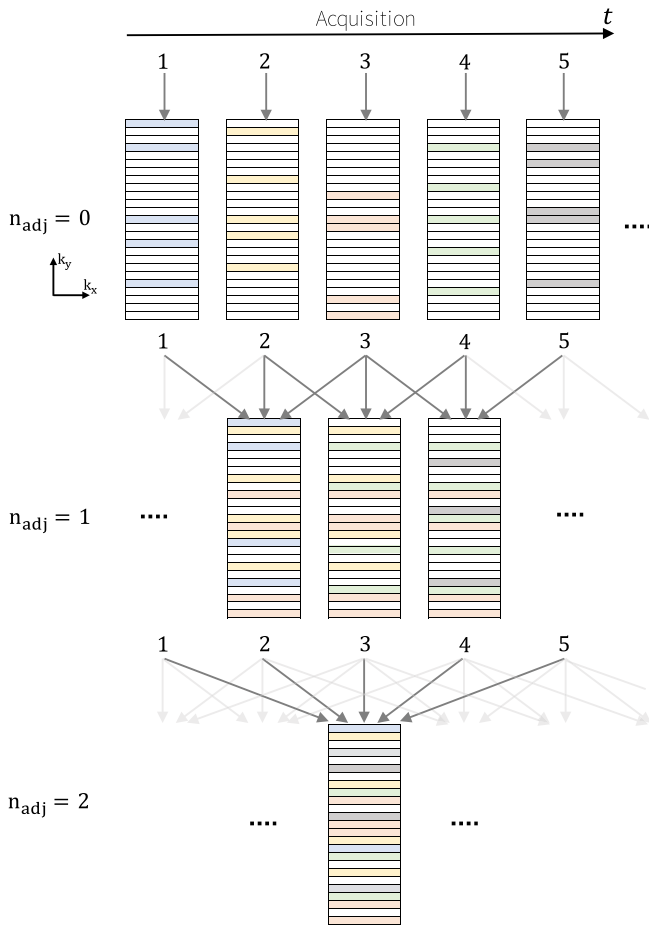 Acquisition t
1 2 3 4 5
n_adj = 0
....
k_y
k_x
1 2 3 4 5
n_adj = 1
.... ....
1 2 3 4 5
n_adj = 2
.... ....